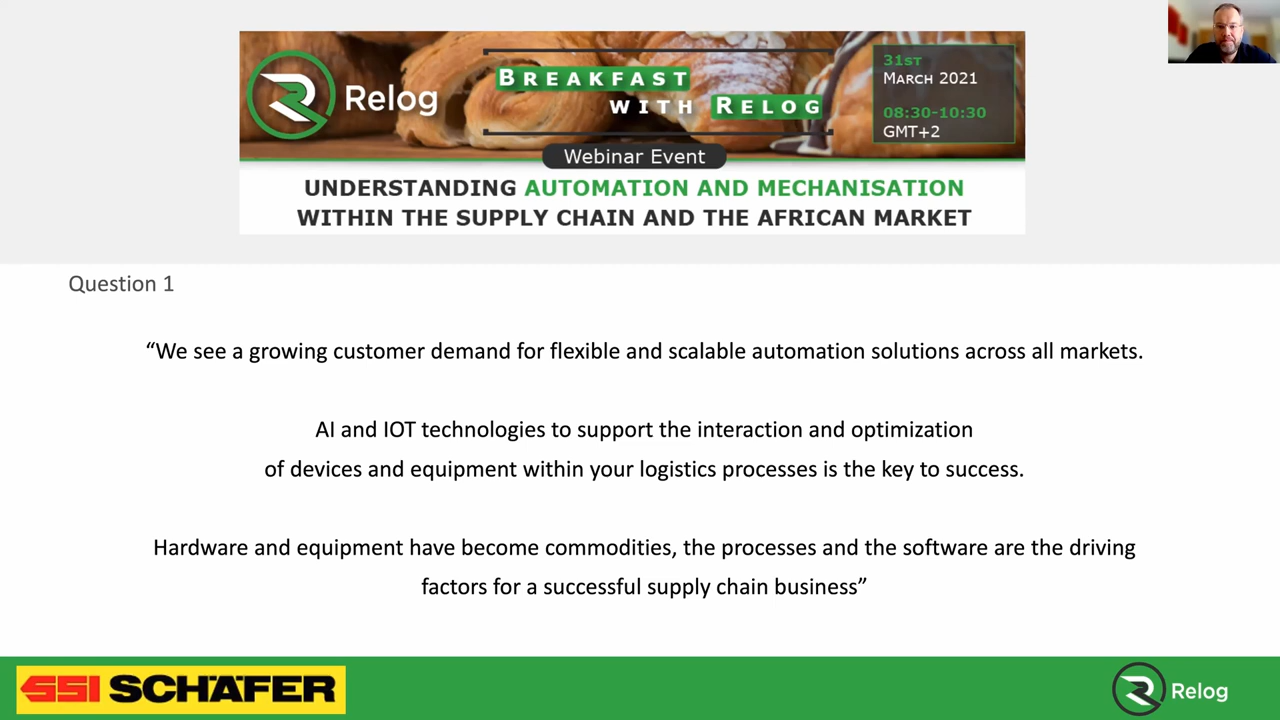 Relog
BREAKFAST
WITH RELOG
31ST
MARCH 2021
08:30-10:30
GMT+2
Webinar Event
UNDERSTANDING AUTOMATION AND MECHANISATION
WITHIN THE SUPPLY CHAIN AND THE AFRICAN MARKET
Question 1
“We see a growing customer demand for flexible and scalable automation solutions across all markets.
AI and IOT technologies to support the interaction and optimization
of devices and equipment within your logistics processes is the key to success.
Hardware and equipment have become commodities, the processes and the software are the driving
factors for a successful supply chain business”
SSI SCHÄFER
Relog